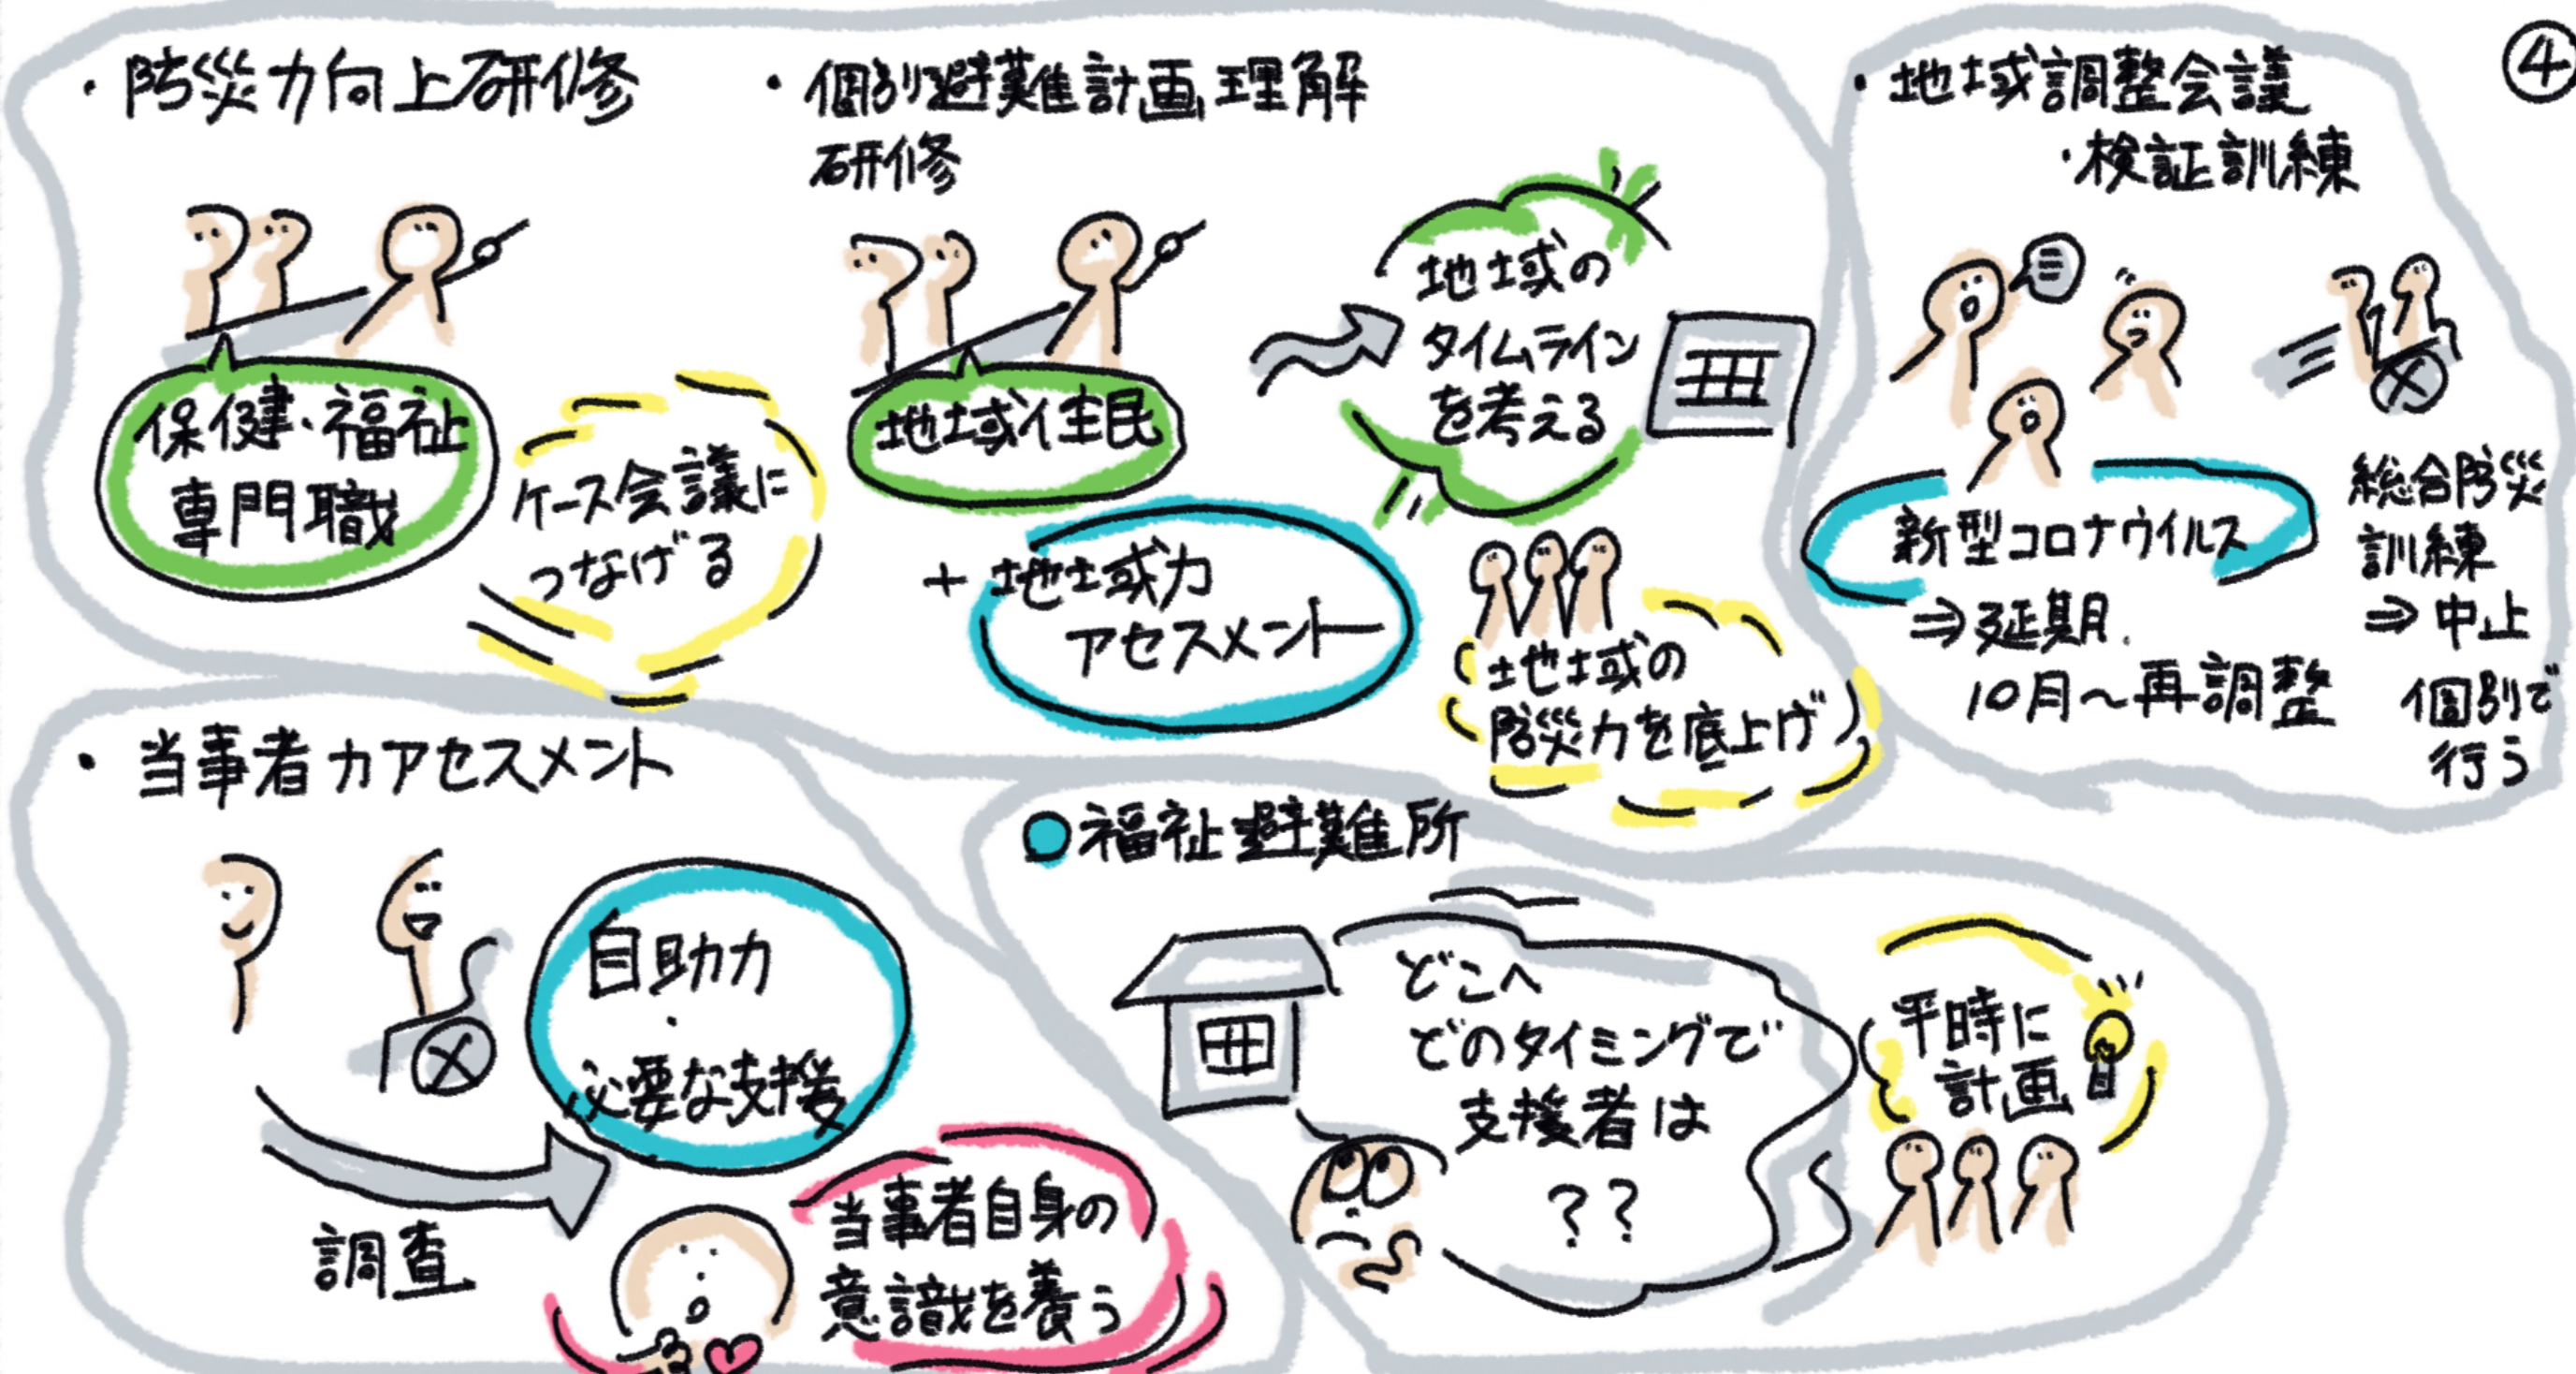 ④
・防災力向上研修
保健・福祉
専門職
ケース会議に
つなげる
・個別避難計画理解
研修
地域住民
地域の
タイムライン
を考える
+地域力
アセスメント
地域の
防災力を底上げ
・地域調整会議
・検証訓練
新型コロナウイルス
⇒延期.
10月~再調整
総合防災
訓練
⇒中止
個別で
行う
・当事者力アセスメント
自助力
・
必要な支援
調査
当事者自身の
意識を養う
●福祉避難所
どこへ
どのタイミングで
支援者は
??
平時に
計画